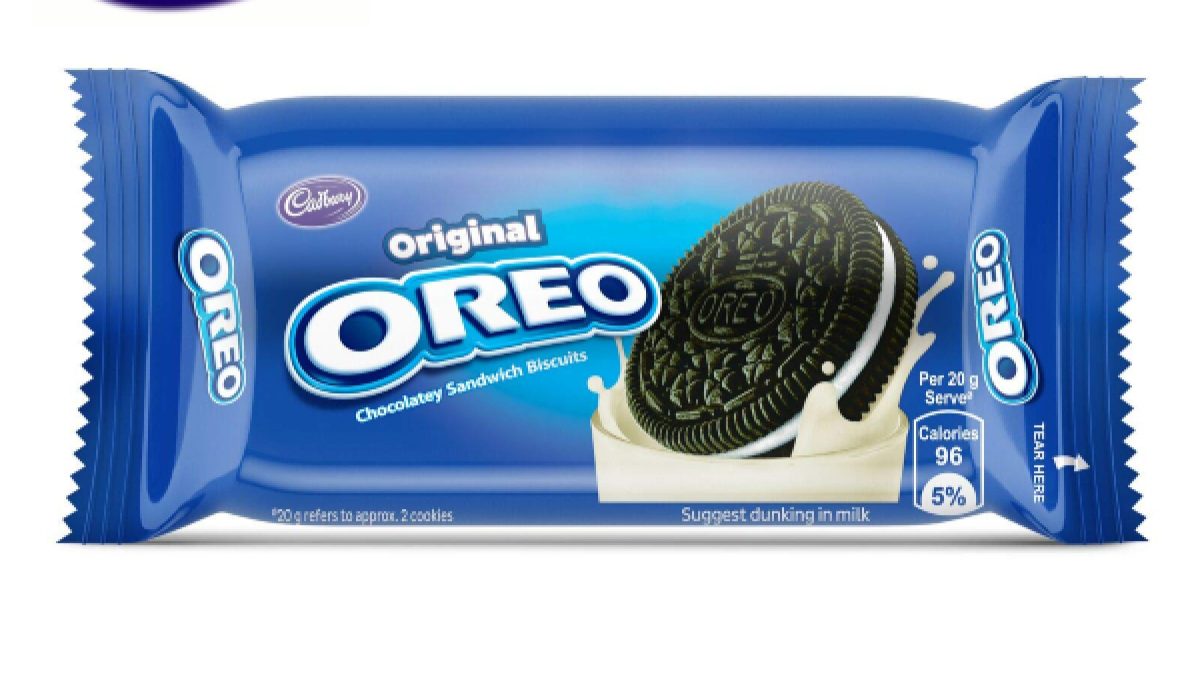 Cadbury
Original
OREO
Chocolatey Sandwich Biscuits
OREO
OREO
OREO
Per 20 g
Serve#
Calories
96
5%
TEAR HERE
#20 g refers to approx. 2 cookies
Suggest dunking in milk